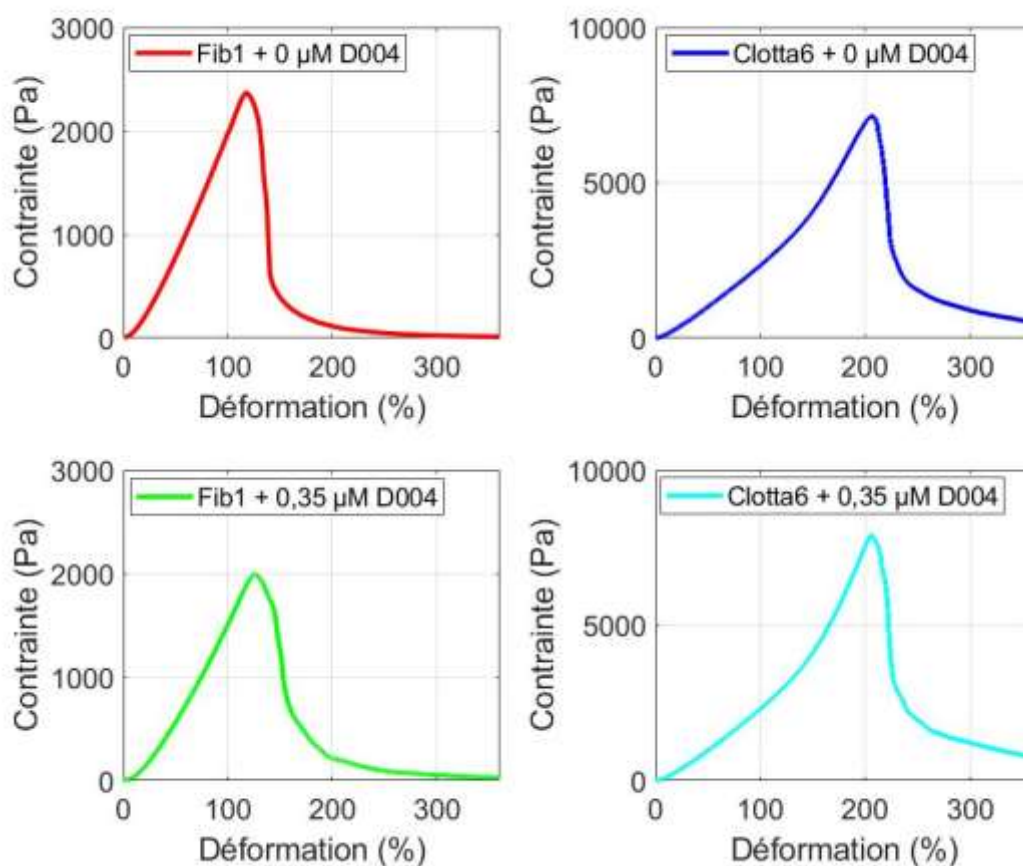 Fib1 + 0 µM D004
Contrainte (Pa)
3000
2000
1000
0
0 100 200 300
Déformation (%)
Clotta6 + 0 µM D004
Contrainte (Pa)
10000
5000
0
0 100 200 300
Déformation (%)
Fib1 + 0,35 µM D004
Contrainte (Pa)
3000
2000
1000
0
0 100 200 300
Déformation (%)
Clotta6 + 0,35 µM D004
Contrainte (Pa)
10000
5000
0
0 100 200 300
Déformation (%)